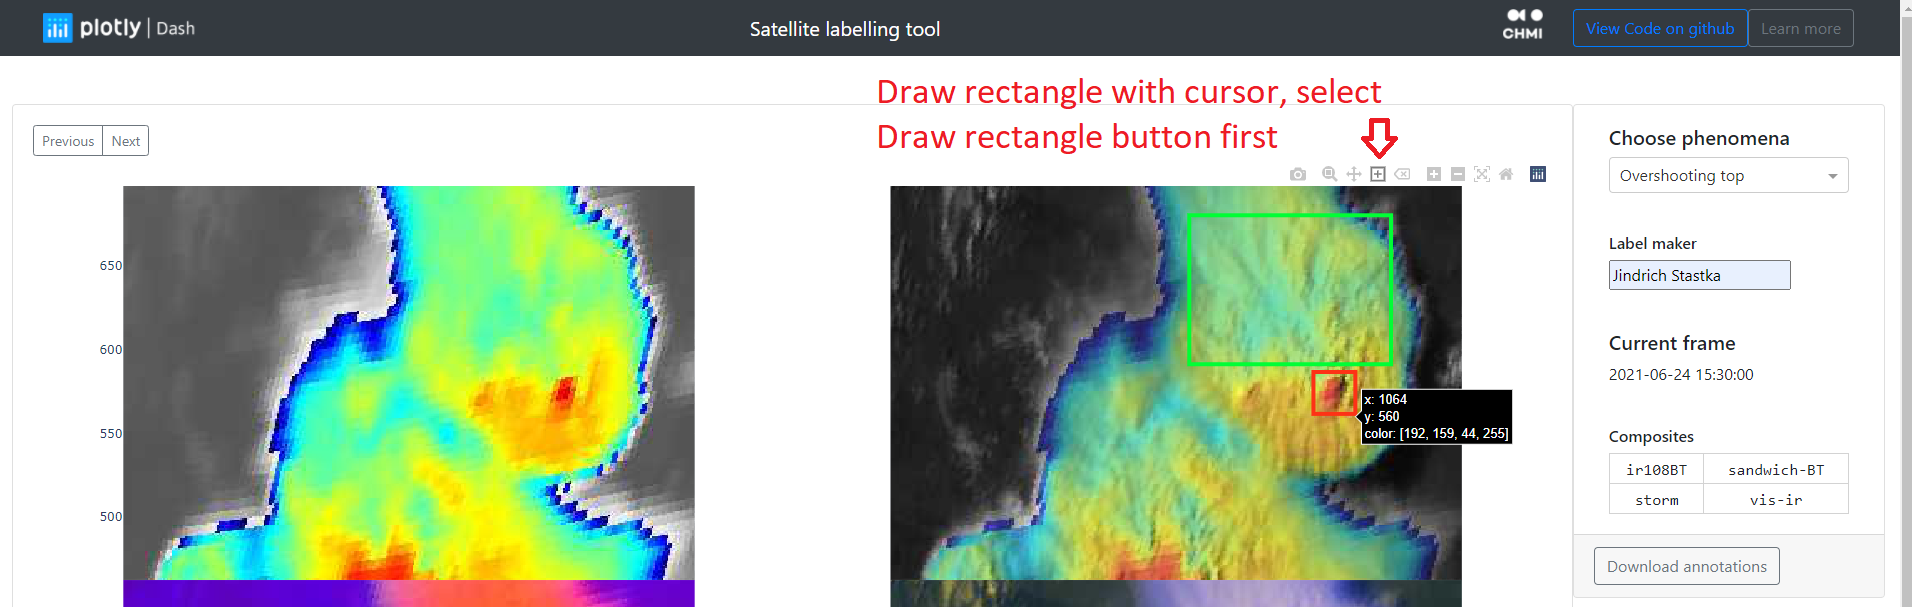 plotly | Dash
Satellite labelling tool
CHMI
View Code on github
Learn more
Draw rectangle with cursor, select
Draw rectangle button first
Previous
Next
650
600
550
500
x: 1064
y: 560
color: [192, 159, 44, 255]
Choose phenomena
Overshooting top
Label maker
Jindrich Stastka
Current frame
2021-06-24 15:30:00
Composites
ir108BT sandwich-BT
storm vis-ir
Download annotations